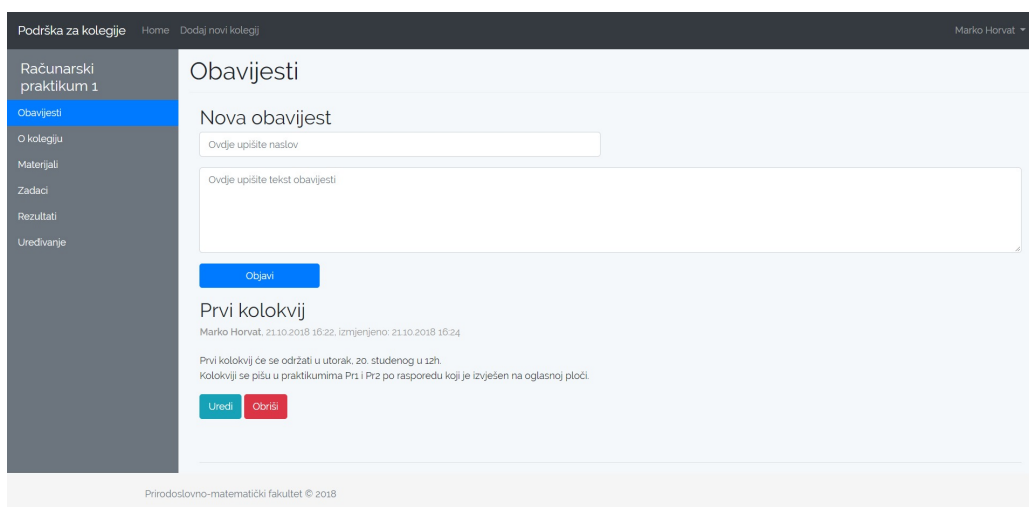 Podrška za kolegije Home Dodaj novi kolegij Marko Horvat
Računarski
praktikum 1
Obavijesti
O kolegiju
Materijali
Zadaci
Rezultati
Uređivanje
Obavijesti
Nova obavijest
Ovdje upišite naslov
Ovdje upišite tekst obavijesti
Objavi
Prvi kolokvij
Marko Horvat, 21.10.2018 16:22, izmjenjeno: 21.10.2018 16:24
Prvi kolokvij će se održati u utorak, 20. studenog u 12h.
Kolokviji se pišu u praktikumima Pr1 i Pr2 po rasporedu koji je izvješen na oglasnoj ploči.
Uredi Obriši
Prirodoslovno-matematički fakultet © 2018